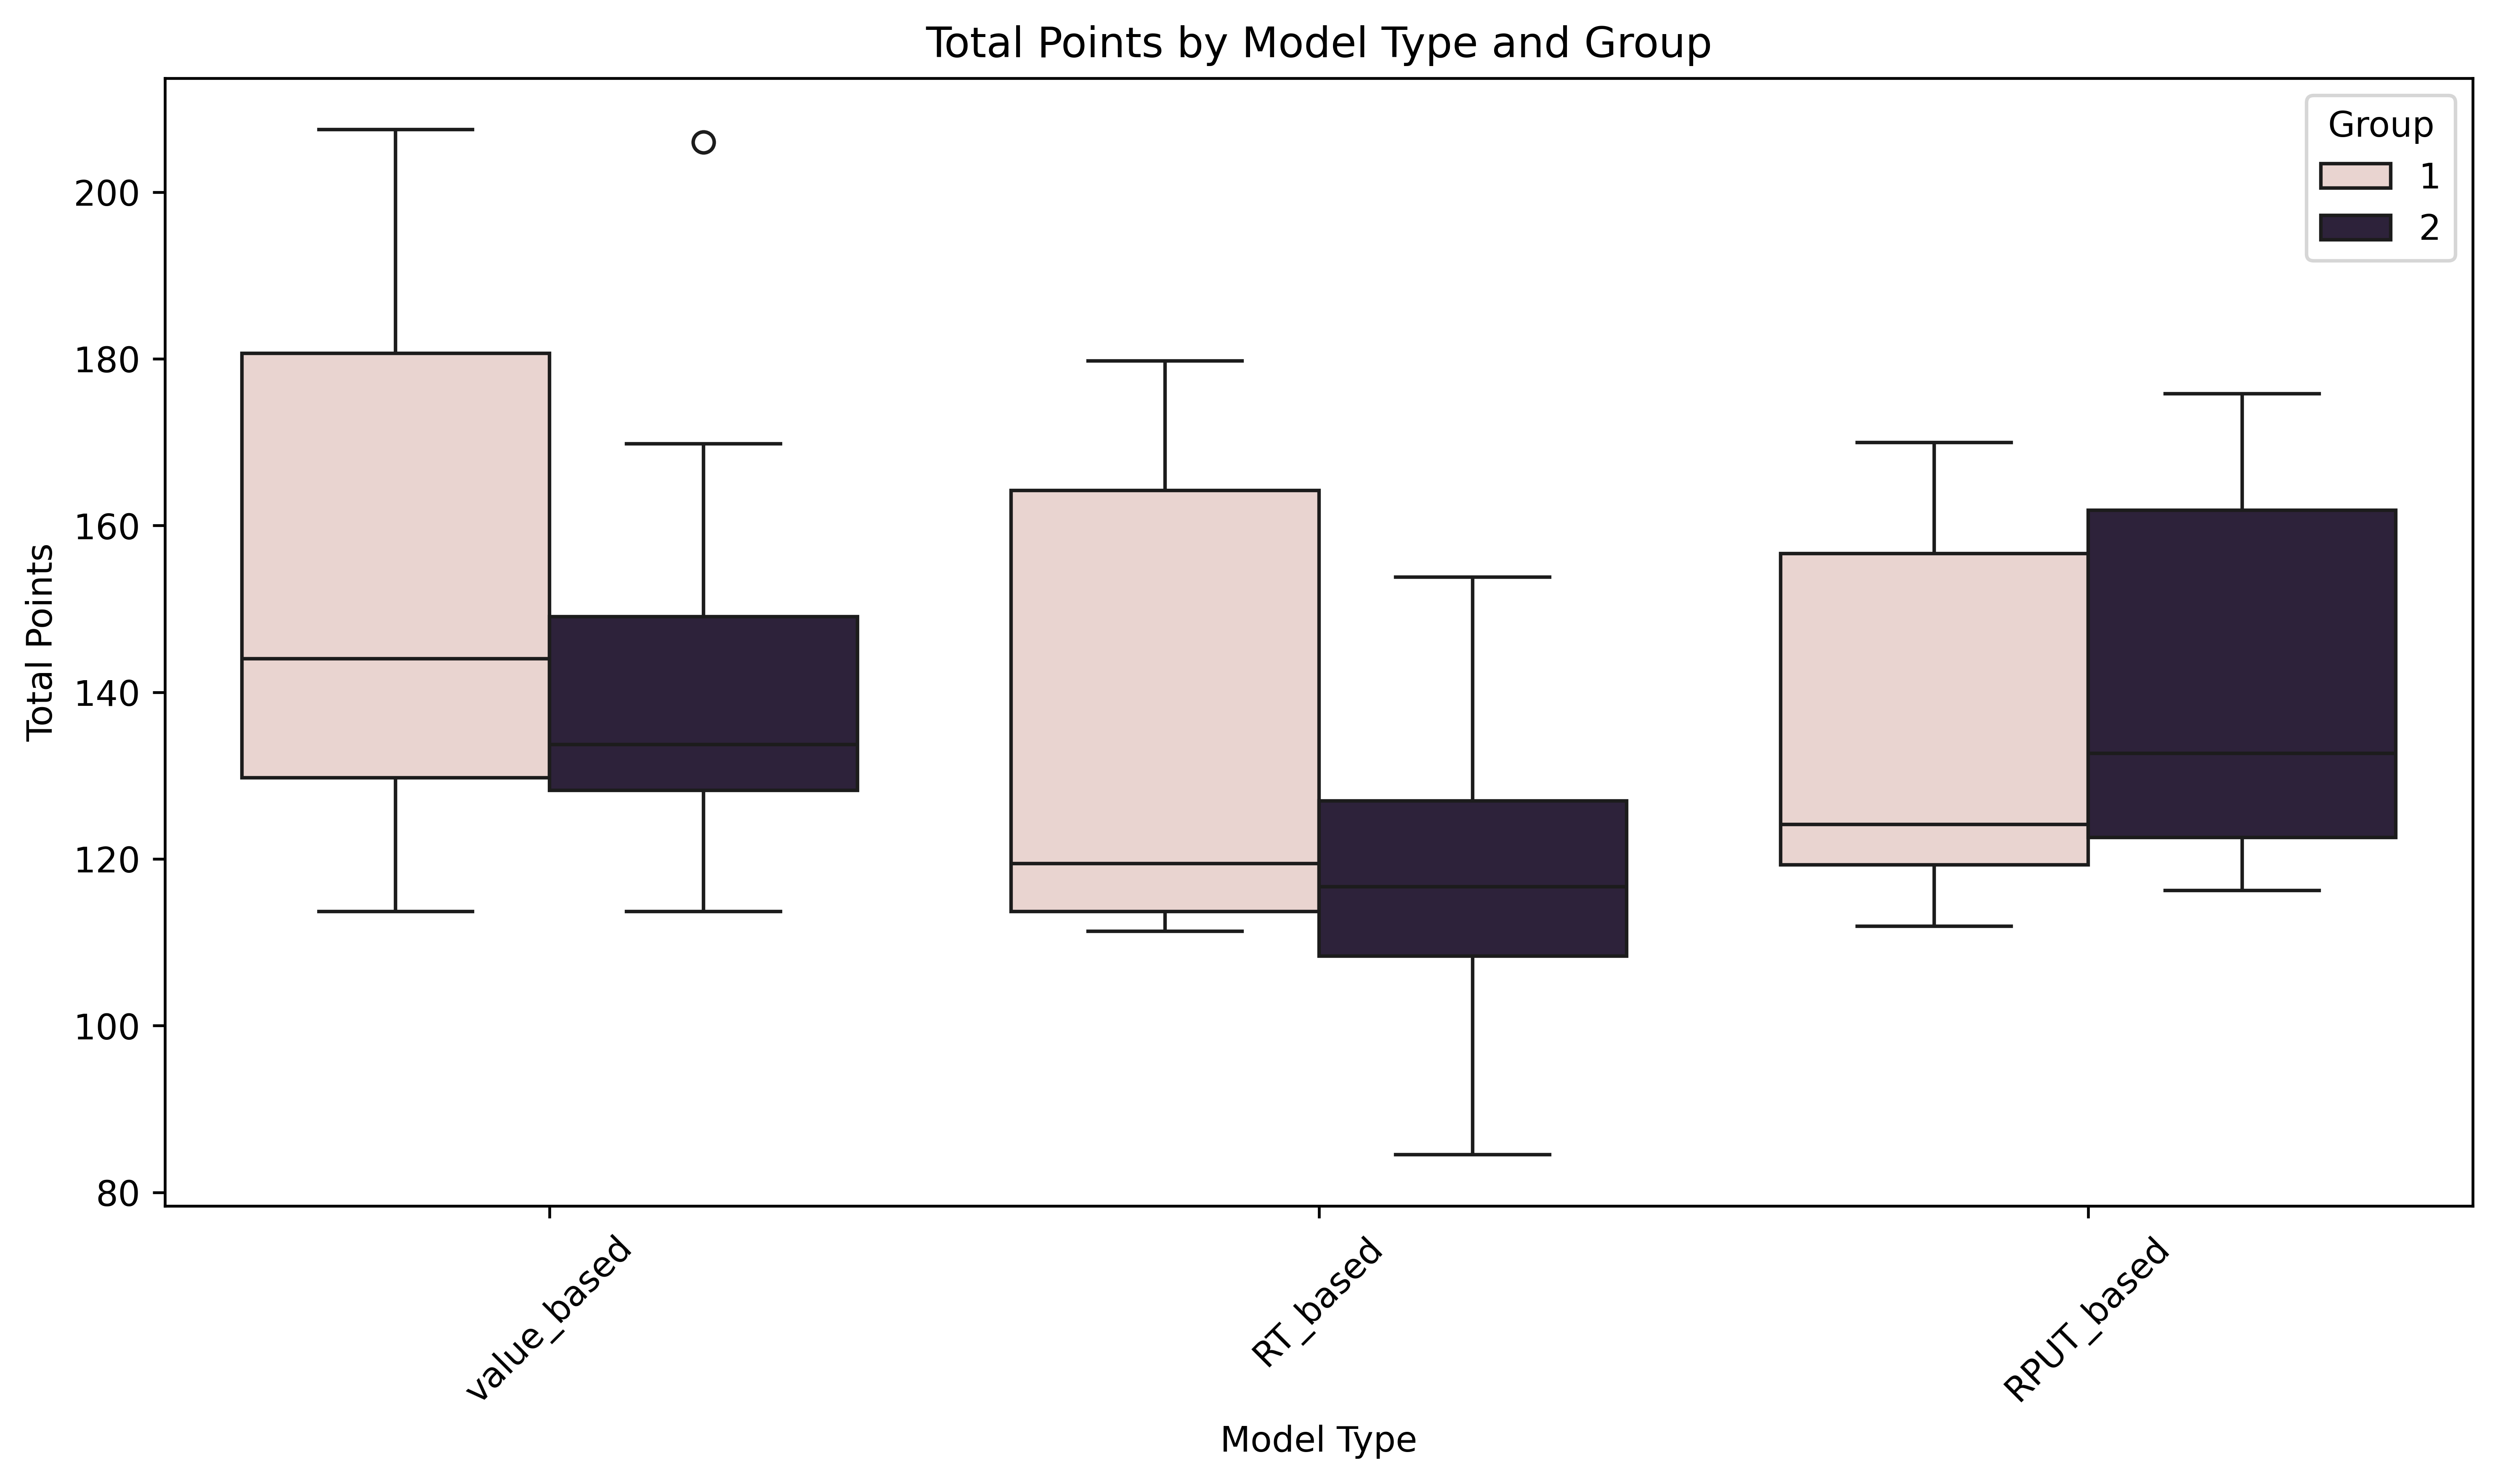 Total Points by Model Type and Group
Group
1
2
Total Points
200
180
160
140
120
100
80
value_based
RT_based
RPUT_based
Model Type